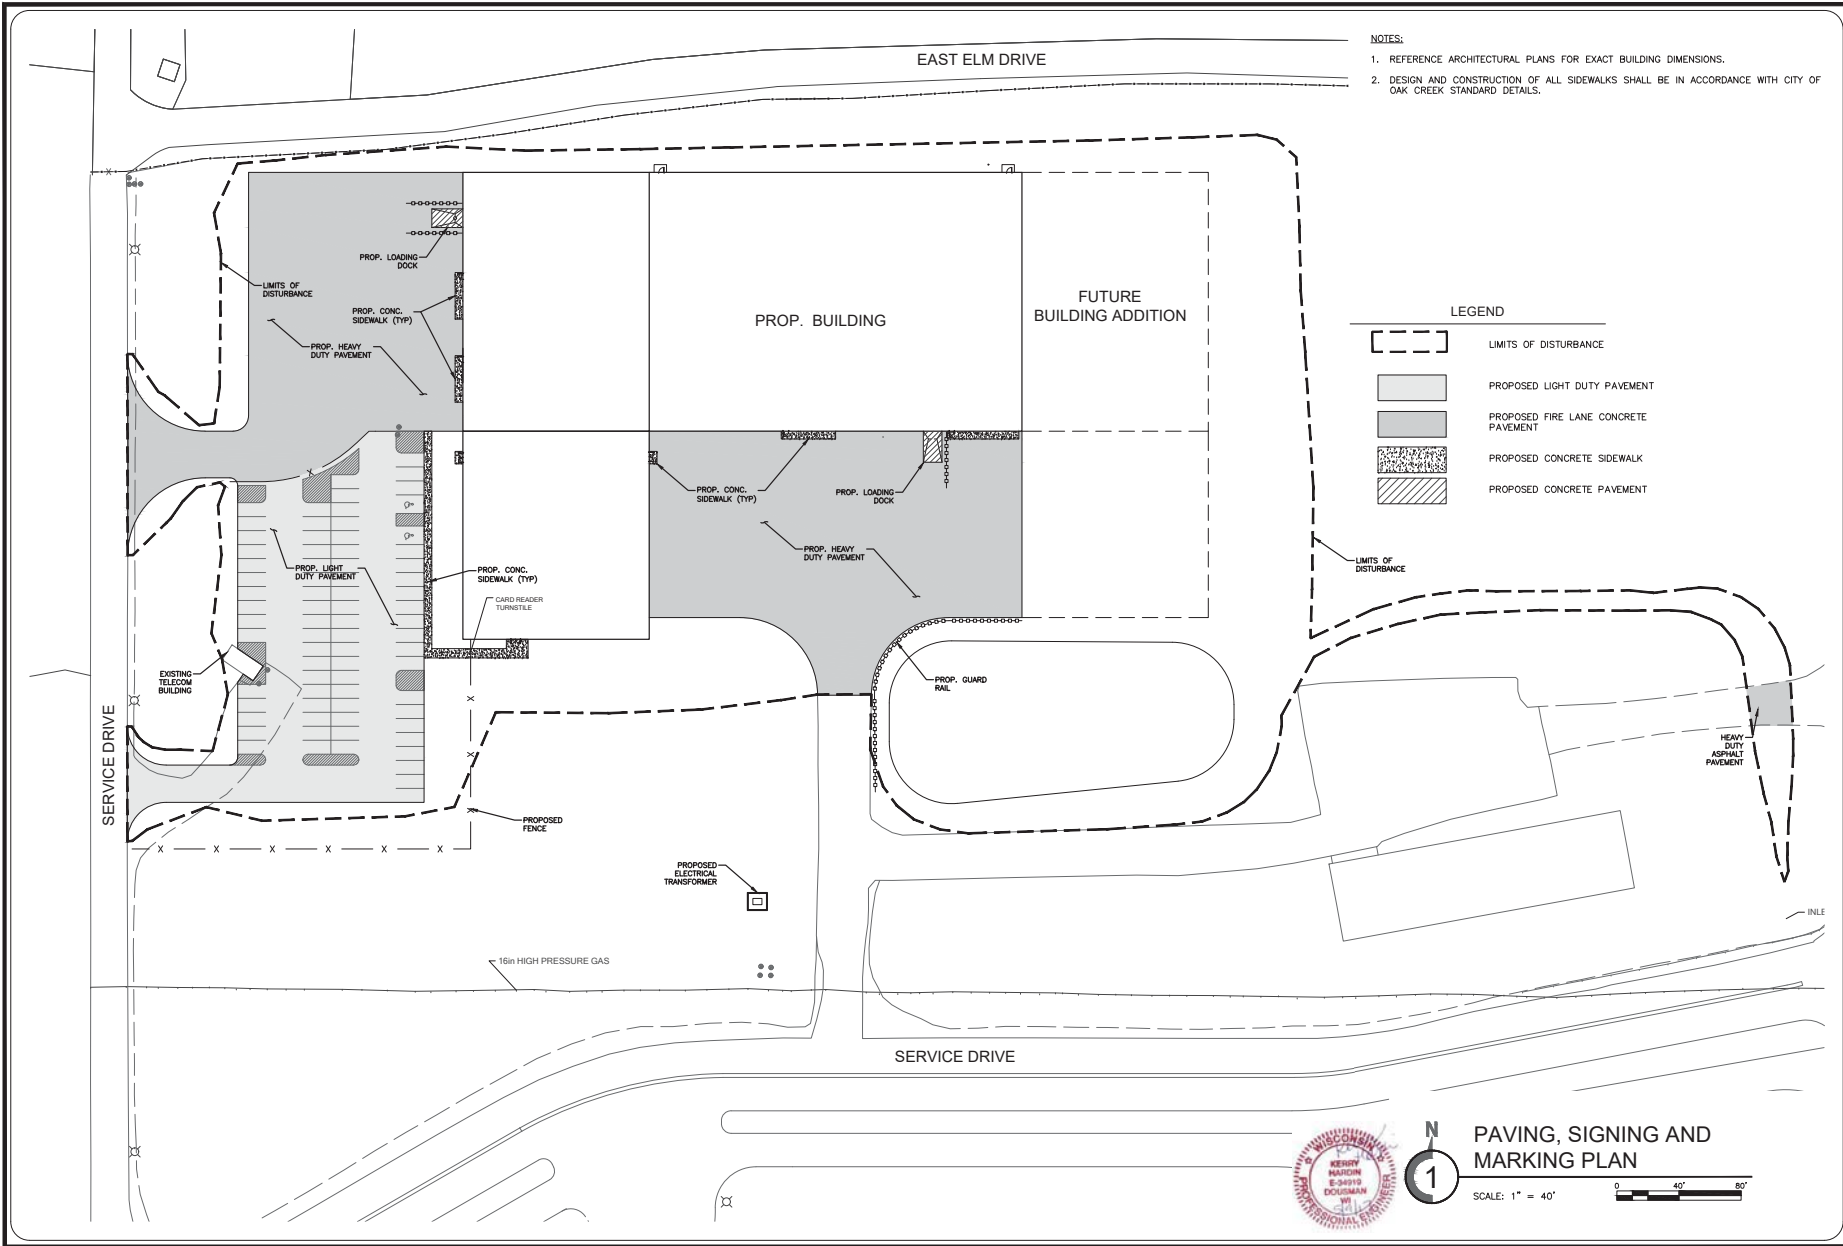 EAST ELM DRIVE
NOTES:
1. REFERENCE ARCHITECTURAL PLANS FOR EXACT BUILDING DIMENSIONS.
2. DESIGN AND CONSTRUCTION OF ALL SIDEWALKS SHALL BE IN ACCORDANCE WITH CITY OF
OAK CREEK STANDARD DETAILS.
PROP. LOADING
DOCK
LIMITS OF
DISTURBANCE
PROP. CONC.
SIDEWALK (TYP)
PROP. HEAVY
DUTY PAVEMENT
PROP. BUILDING
FUTURE
BUILDING ADDITION
LEGEND
LIMITS OF DISTURBANCE
PROPOSED LIGHT DUTY PAVEMENT
PROPOSED FIRE LANE CONCRETE
PAVEMENT
PROPOSED CONCRETE SIDEWALK
PROPOSED CONCRETE PAVEMENT
PROP. CONC.
SIDEWALK (TYP)
PROP. LOADING
DOCK
PROP. HEAVY
DUTY PAVEMENT
LIMITS OF
DISTURBANCE
PROP. LIGHT
DUTY PAVEMENT
PROP. CONC.
SIDEWALK (TYP)
CARD READER
TURNSTILE
EXISTING
TELECOM
BUILDING
PROP. GUARD
RAIL
SERVICE DRIVE
HEAVY
DUTY
ASPHALT
PAVEMENT
PROPOSED
FENCE
PROPOSED
ELECTRICAL
TRANSFORMER
INLE
16in HIGH PRESSURE GAS
SERVICE DRIVE
WISCONSIN
KERRY
HARDIN
E-34919
DOUSMAN
WI
PROFESSIONAL ENGINEER
N
1
PAVING, SIGNING AND
MARKING PLAN
SCALE: 1" = 40'
0 40' 80'